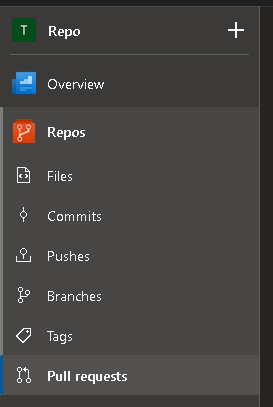 T Repo
Overview
Repos
Files
Commits
Pushes
Branches
Tags
Pull requests